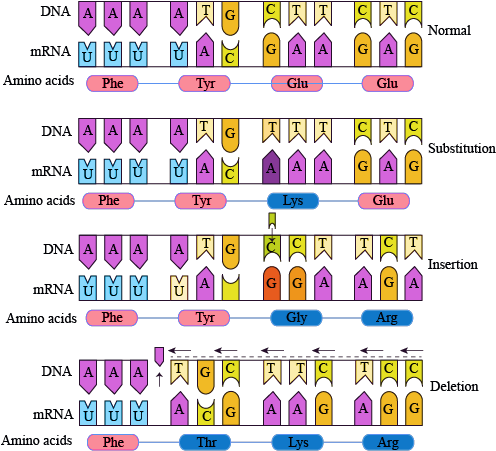 DNA A A A A T G C T T C T C Normal
mRNA U U U U A C G A A G A G
Amino acids Phe Tyr Glu Glu
DNA A A A A T G T T T C T C Substitution
mRNA U U U U A C A A A G A G
Amino acids Phe Tyr Lys Glu
DNA A A A A T G C C T T C T Insertion
mRNA U U U U A G G A A G A
Amino acids Phe Tyr Gly Arg
DNA A A A T G C T T C T C C Deletion
mRNA U U U A C G A A G A G G
Amino acids Phe Thr Lys Arg